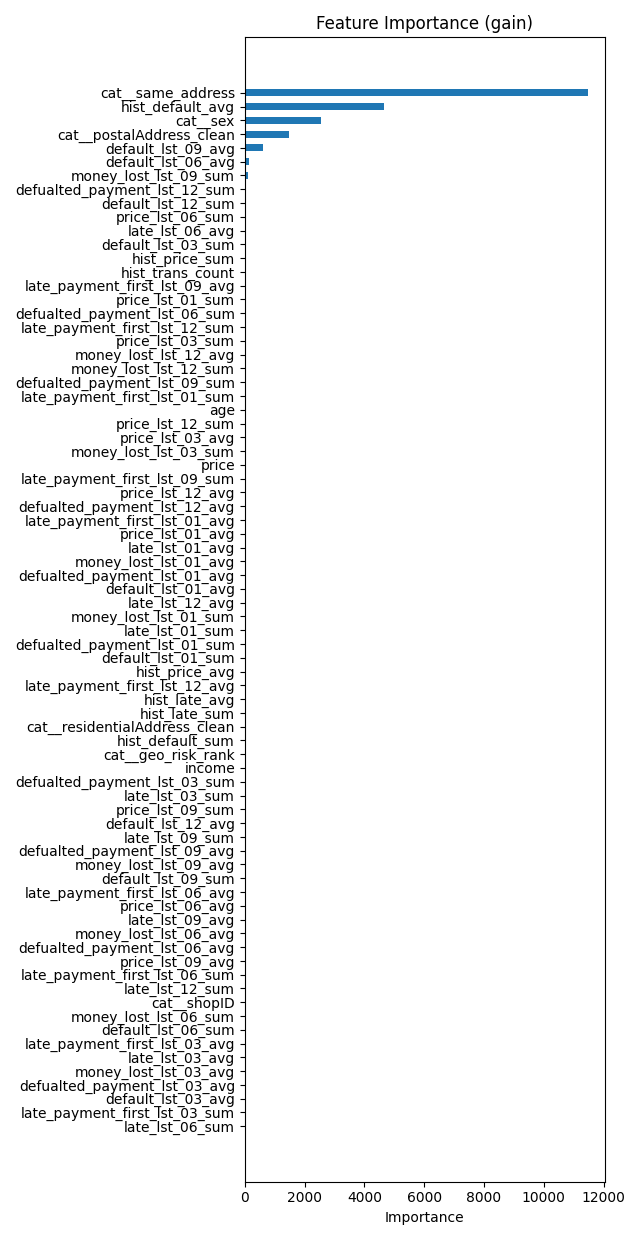 Feature Importance (gain)
cat__same_address
hist_default_avg
cat__sex
cat__postalAddress_clean
default_lst_09_avg
default_lst_06_avg
money_lost_lst_09_sum
defualted_payment_lst_12_sum
default_lst_12_sum
price_lst_06_sum
late_lst_06_avg
default_lst_03_sum
hist_price_sum
hist_trans_count
late_payment_first_lst_09_avg
price_lst_01_sum
defualted_payment_lst_06_sum
late_payment_first_lst_12_sum
price_lst_03_sum
money_lost_lst_12_avg
money_lost_lst_12_sum
defualted_payment_lst_09_sum
late_payment_first_lst_01_sum
age
price_lst_12_sum
price_lst_03_avg
money_lost_lst_03_sum
price
late_payment_first_lst_09_sum
price_lst_12_avg
defualted_payment_lst_12_avg
late_payment_first_lst_01_avg
price_lst_01_avg
late_lst_01_avg
money_lost_lst_01_avg
defualted_payment_lst_01_avg
default_lst_01_avg
late_lst_12_avg
money_lost_lst_01_sum
late_lst_01_sum
defualted_payment_lst_01_sum
default_lst_01_sum
hist_price_avg
late_payment_first_lst_12_avg
hist_late_avg
hist_late_sum
cat__residentialAddress_clean
hist_default_sum
cat__geo_risk_rank
income
defualted_payment_lst_03_sum
late_lst_03_sum
price_lst_09_sum
default_lst_12_avg
late_lst_09_sum
defualted_payment_lst_09_avg
money_lost_lst_09_avg
default_lst_09_sum
late_payment_first_lst_06_avg
price_lst_06_avg
late_lst_09_avg
money_lost_lst_06_avg
defualted_payment_lst_06_avg
price_lst_09_avg
late_payment_first_lst_06_sum
late_lst_12_sum
cat__shopID
money_lost_lst_06_sum
default_lst_06_sum
late_payment_first_lst_03_avg
late_lst_03_avg
money_lost_lst_03_avg
defualted_payment_lst_03_avg
default_lst_03_avg
late_payment_first_lst_03_sum
late_lst_06_sum
0 2000 4000 6000 8000 10000 12000
Importance